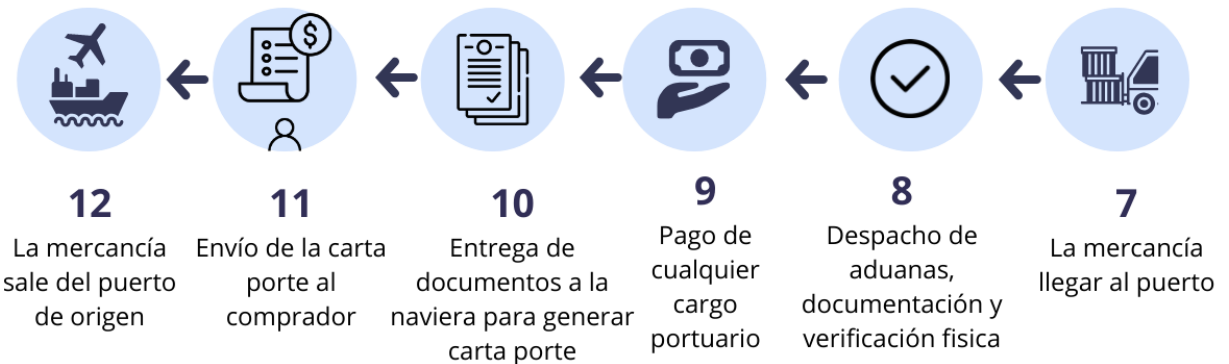 $
12
La mercancía
sale del puerto
de origen
11
Envío de la carta
porte al
comprador
10
Entrega de
documentos a la
naviera para generar
carta porte
9
Pago de
cualquier
cargo
portuario
8
Despacho de
aduanas,
documentación y
verificación fisica
7
La mercancía
llegar al puerto